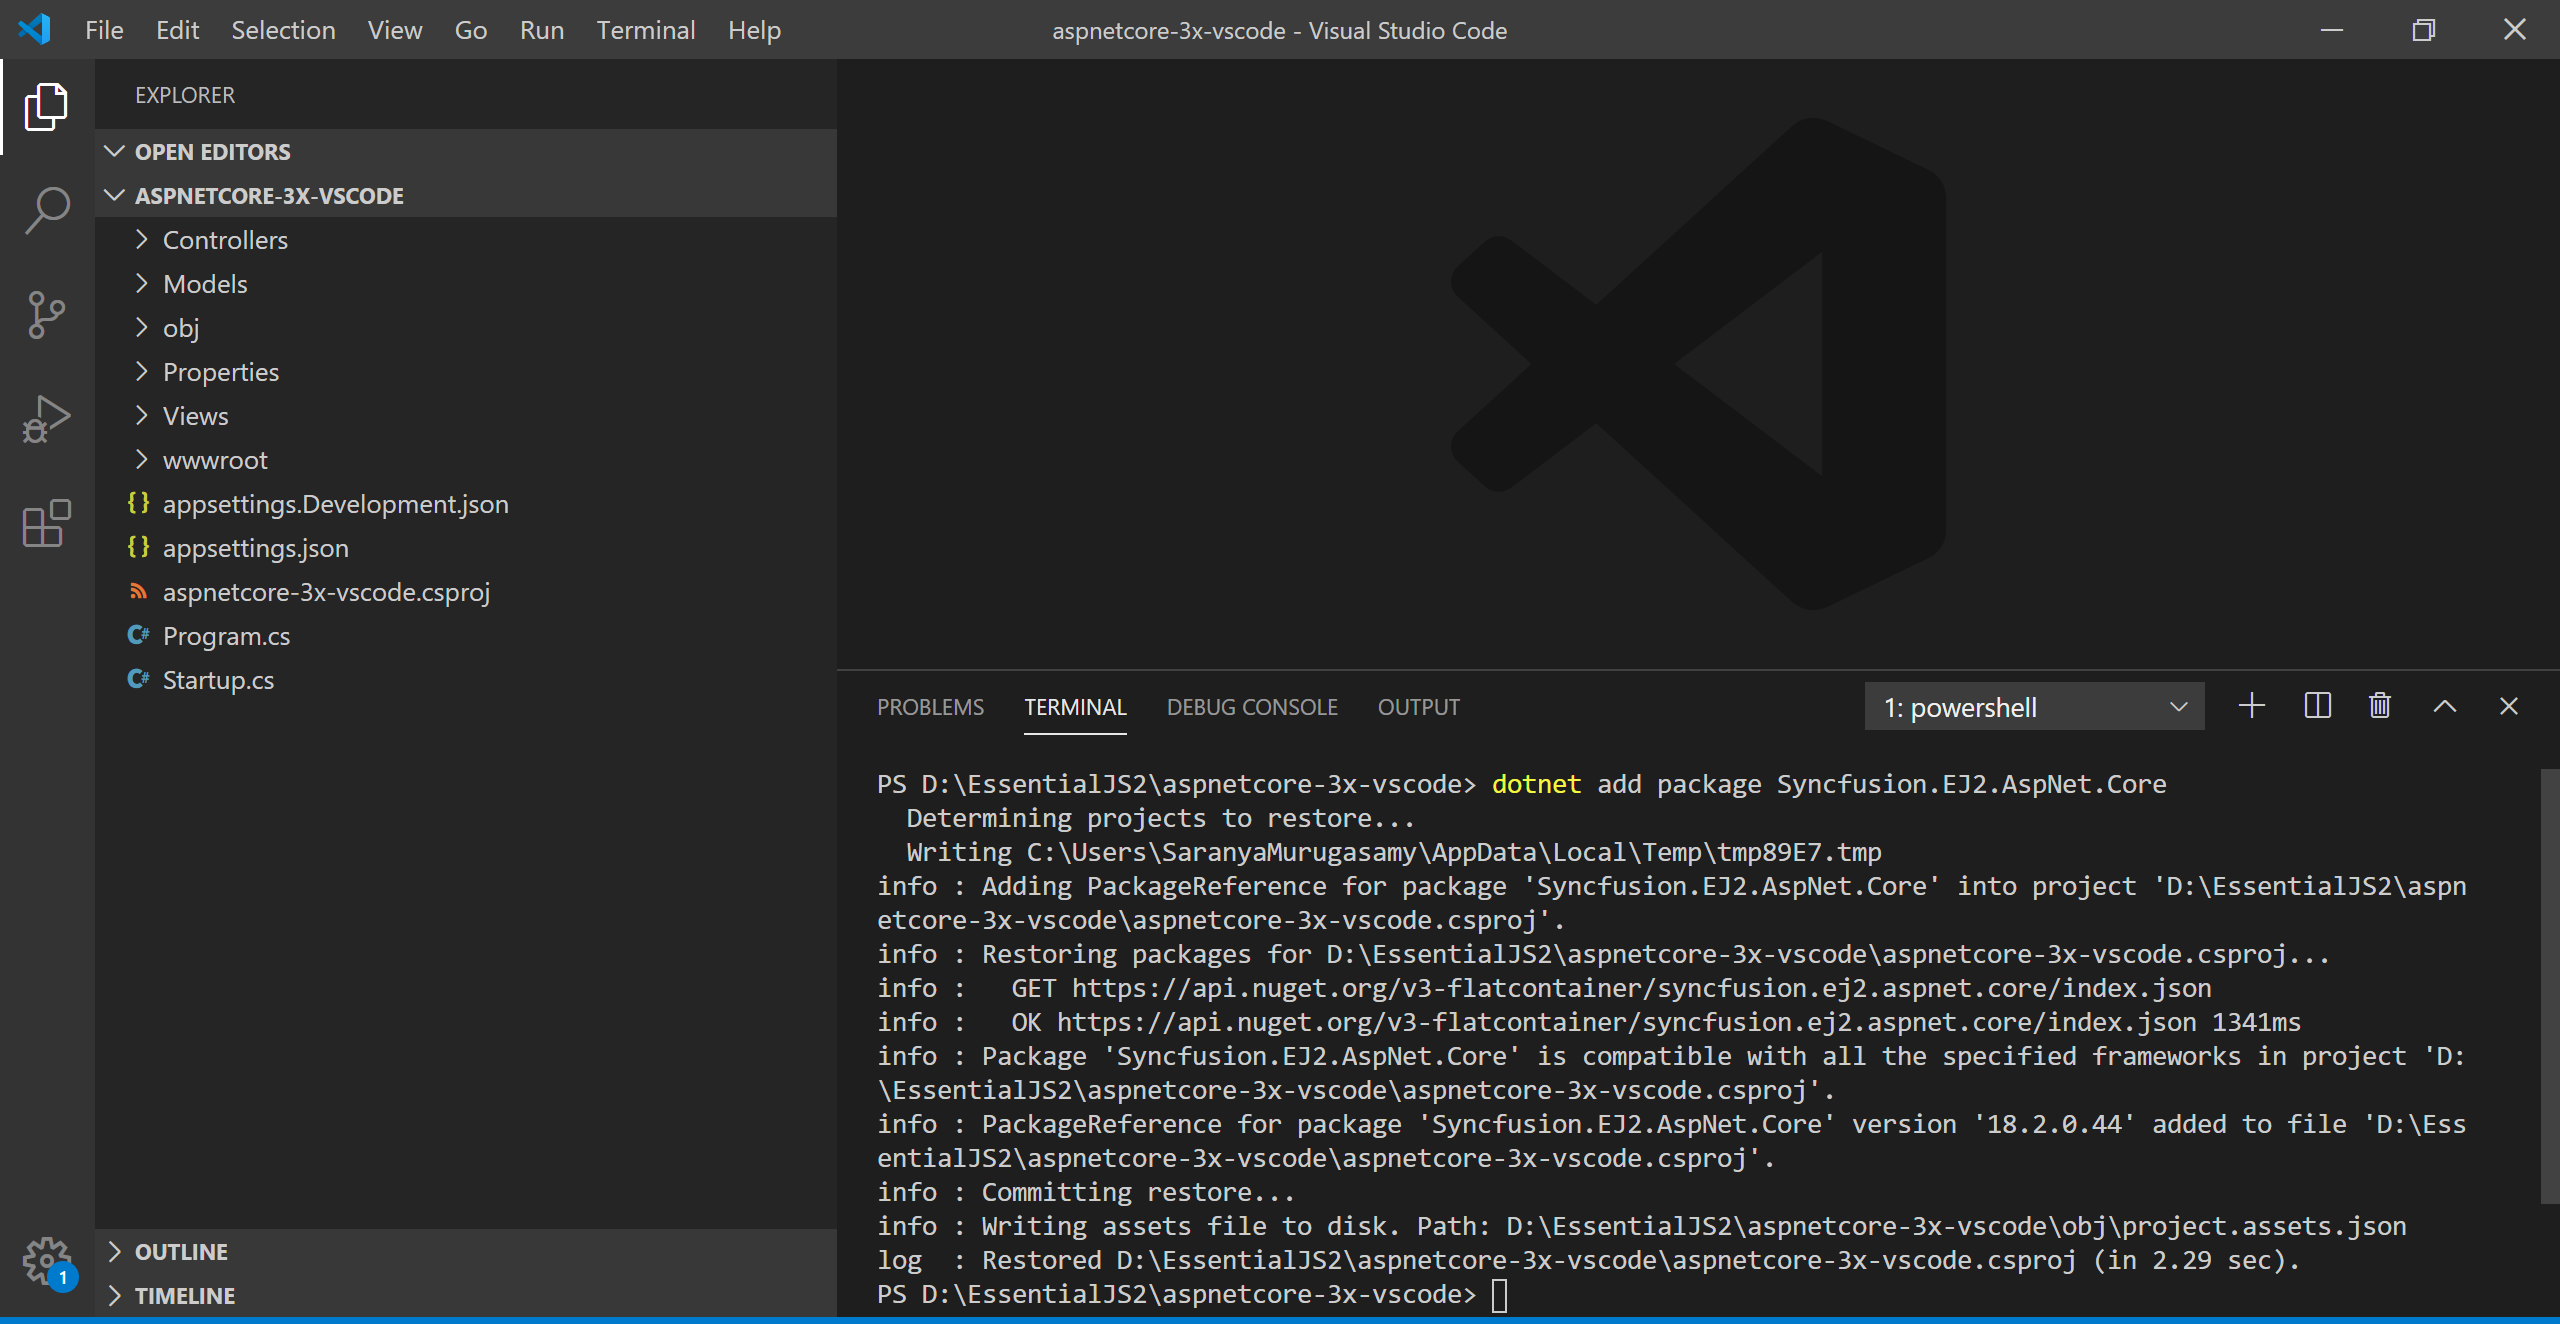 File Edit Selection View Go Run Terminal Help
aspnetcore-3x-vscode - Visual Studio Code
EXPLORER
OPEN EDITORS
ASPNETCORE-3X-VSCODE
Controllers
Models
obj
Properties
Views
wwwroot
{} appsettings.Development.json
{} appsettings.json
aspnetcore-3x-vscode.csproj
C# Program.cs
C# Startup.cs
OUTLINE
TIMELINE
1
PROBLEMS TERMINAL DEBUG CONSOLE OUTPUT
1: powershell
PS D:\EssentialJS2\aspnetcore-3x-vscode> dotnet add package Syncfusion.EJ2.AspNet.Core
  Determining projects to restore...
  Writing C:\Users\SaranyaMurugasamy\AppData\Local\Temp\tmp89E7.tmp
info : Adding PackageReference for package 'Syncfusion.EJ2.AspNet.Core' into project 'D:\EssentialJS2\aspn
etcore-3x-vscode\aspnetcore-3x-vscode.csproj'.
info : Restoring packages for D:\EssentialJS2\aspnetcore-3x-vscode\aspnetcore-3x-vscode.csproj...
info :   GET https://api.nuget.org/v3-flatcontainer/syncfusion.ej2.aspnet.core/index.json
info :   OK https://api.nuget.org/v3-flatcontainer/syncfusion.ej2.aspnet.core/index.json 1341ms
info : Package 'Syncfusion.EJ2.AspNet.Core' is compatible with all the specified frameworks in project 'D:
\EssentialJS2\aspnetcore-3x-vscode\aspnetcore-3x-vscode.csproj'.
info : PackageReference for package 'Syncfusion.EJ2.AspNet.Core' version '18.2.0.44' added to file 'D:\Ess
entialJS2\aspnetcore-3x-vscode\aspnetcore-3x-vscode.csproj'.
info : Committing restore...
info : Writing assets file to disk. Path: D:\EssentialJS2\aspnetcore-3x-vscode\obj\project.assets.json
log  : Restored D:\EssentialJS2\aspnetcore-3x-vscode\aspnetcore-3x-vscode.csproj (in 2.29 sec).
PS D:\EssentialJS2\aspnetcore-3x-vscode>